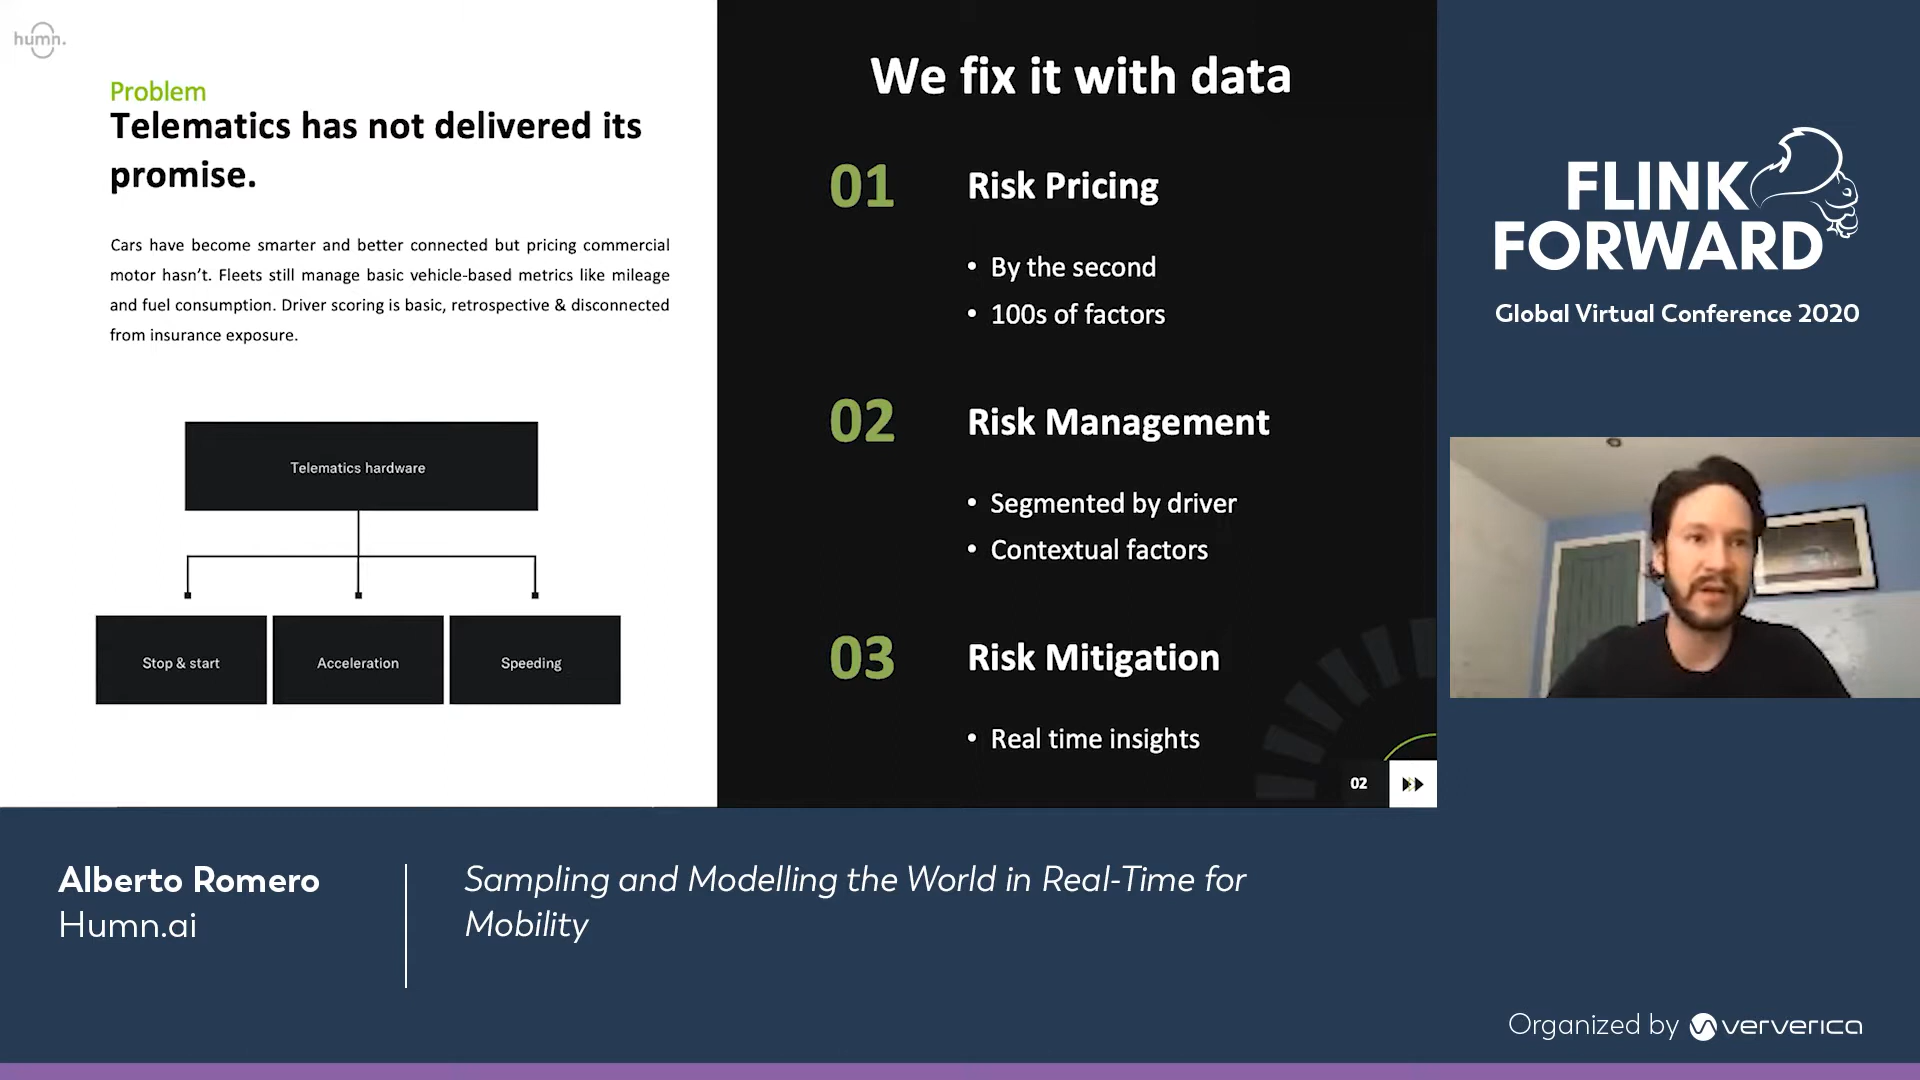 humn.
Problem
Telematics has not delivered its
promise.
Cars have become smarter and better connected but pricing commercial
motor hasn't. Fleets still manage basic vehicle-based metrics like mileage
and fuel consumption. Driver scoring is basic, retrospective & disconnected
from insurance exposure.
Telematics hardware
Stop & start
Acceleration
Speeding
We fix it with data
01 Risk Pricing
• By the second
• 100s of factors
02 Risk Management
• Segmented by driver
• Contextual factors
03 Risk Mitigation
• Real time insights
02
FLINK
FORWARD
Global Virtual Conference 2020
Alberto Romero
Humn.ai
Sampling and Modelling the World in Real-Time for
Mobility
Organized by ververica